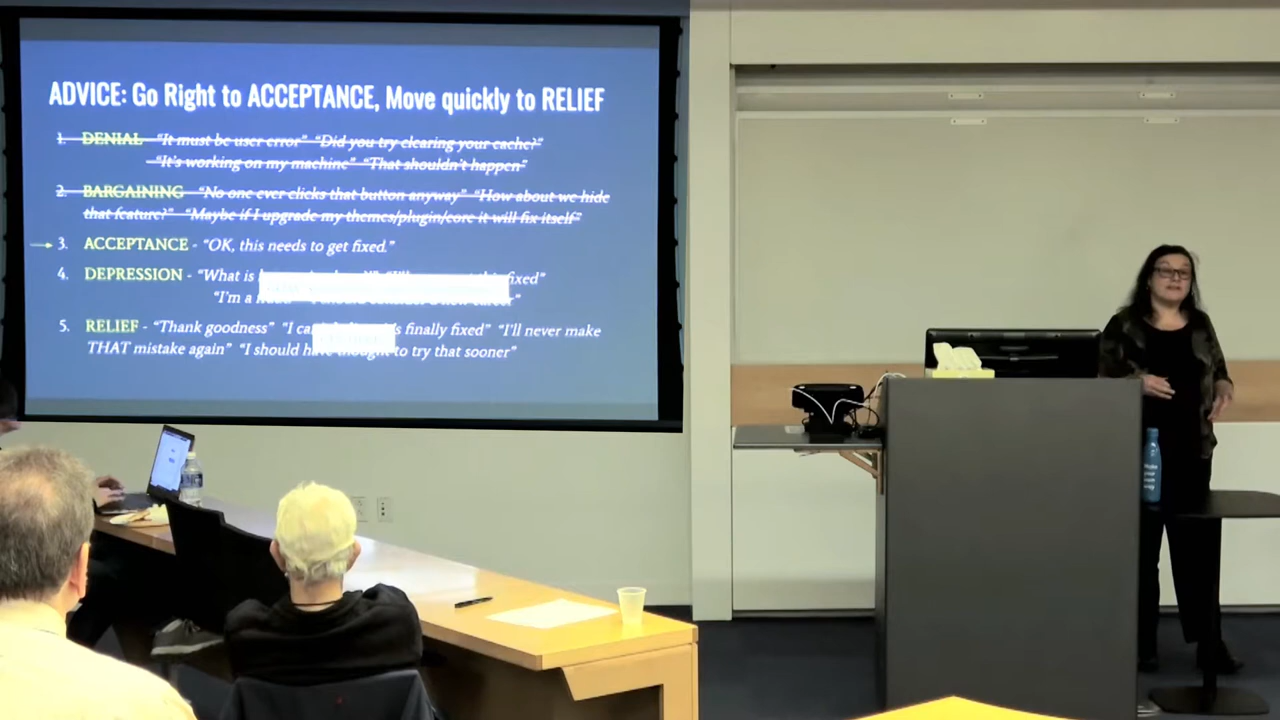 ADVICE: Go Right to ACCEPTANCE, Move quickly to RELIEF
1. DENIAL - "It must be user error" "Did you try clearing your cache?"
"It's working on my machine" "That shouldn't happen"
2. BARGAINING - "No one ever clicks that button anyway" "How about we hide
that feature?" "Maybe if I upgrade my themes/plugin/core it will fix itself"
3. ACCEPTANCE - "OK, this needs to get fixed."
4. DEPRESSION - "What is fixed"
"I'm a
5. RELIEF - "Thank goodness" "I finally fixed" "I'll never make
THAT mistake again" "I should have thought to try that sooner"